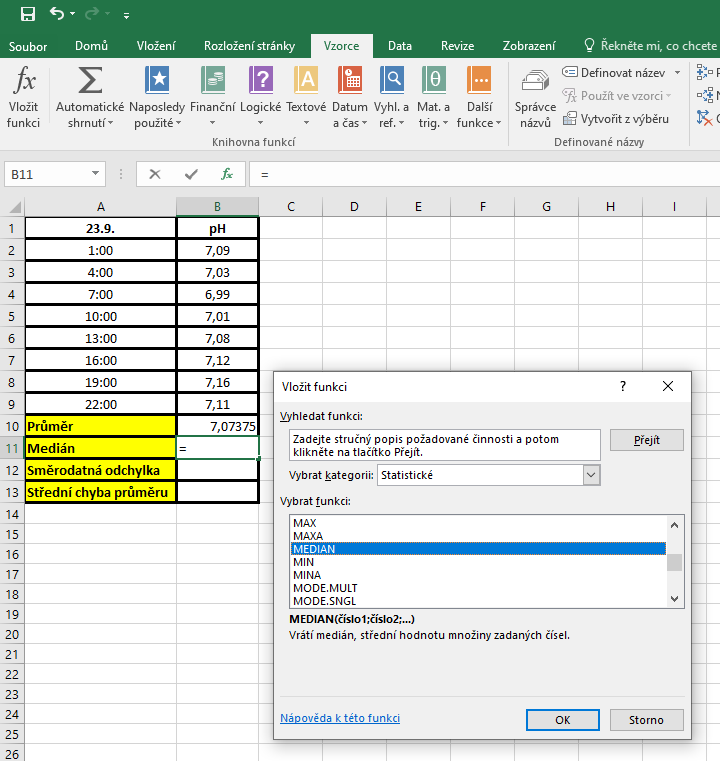 Soubor Domů Vložení Rozložení stránky Vzorce Data Revize Zobrazení Řekněte mi, co chcete
fx Σ ? A θ
Vložit funkci
Automatické shrnutí
Naposledy použité
Finanční
Logické
Textové
Datum a čas
Vyhl. a ref.
Mat. a trig.
Další funkce
Správce názvů
Definovat název
Použít ve vzorci
Vytvořit z výběru
Knihovna funkcí Definované názvy
B11 fx =
A B C D E F G H I
1 23.9. pH
2 1:00 7,09
3 4:00 7,03
4 7:00 6,99
5 10:00 7,01
6 13:00 7,08
7 16:00 7,12
8 19:00 7,16
9 22:00 7,11
10 Průměr 7,07375
11 Medián =
12 Směrodatná odchylka
13 Střední chyba průměru
14
15
16
17
18
19
20
21
22
23
24
25
26
Vložit funkci ?
Vyhledat funkci:
Zadejte stručný popis požadované činnosti a potom
klikněte na tlačítko Přejít.
Přejít
Vybrat kategorii: Statistické
Vybrat funkci:
MAX
MAXA
MEDIAN
MIN
MINA
MODE.MULT
MODE.SNGL
MEDIAN(číslo1;číslo2;...)
Vrátí medián, střední hodnotu množiny zadaných čísel.
Nápověda k této funkci OK Storno